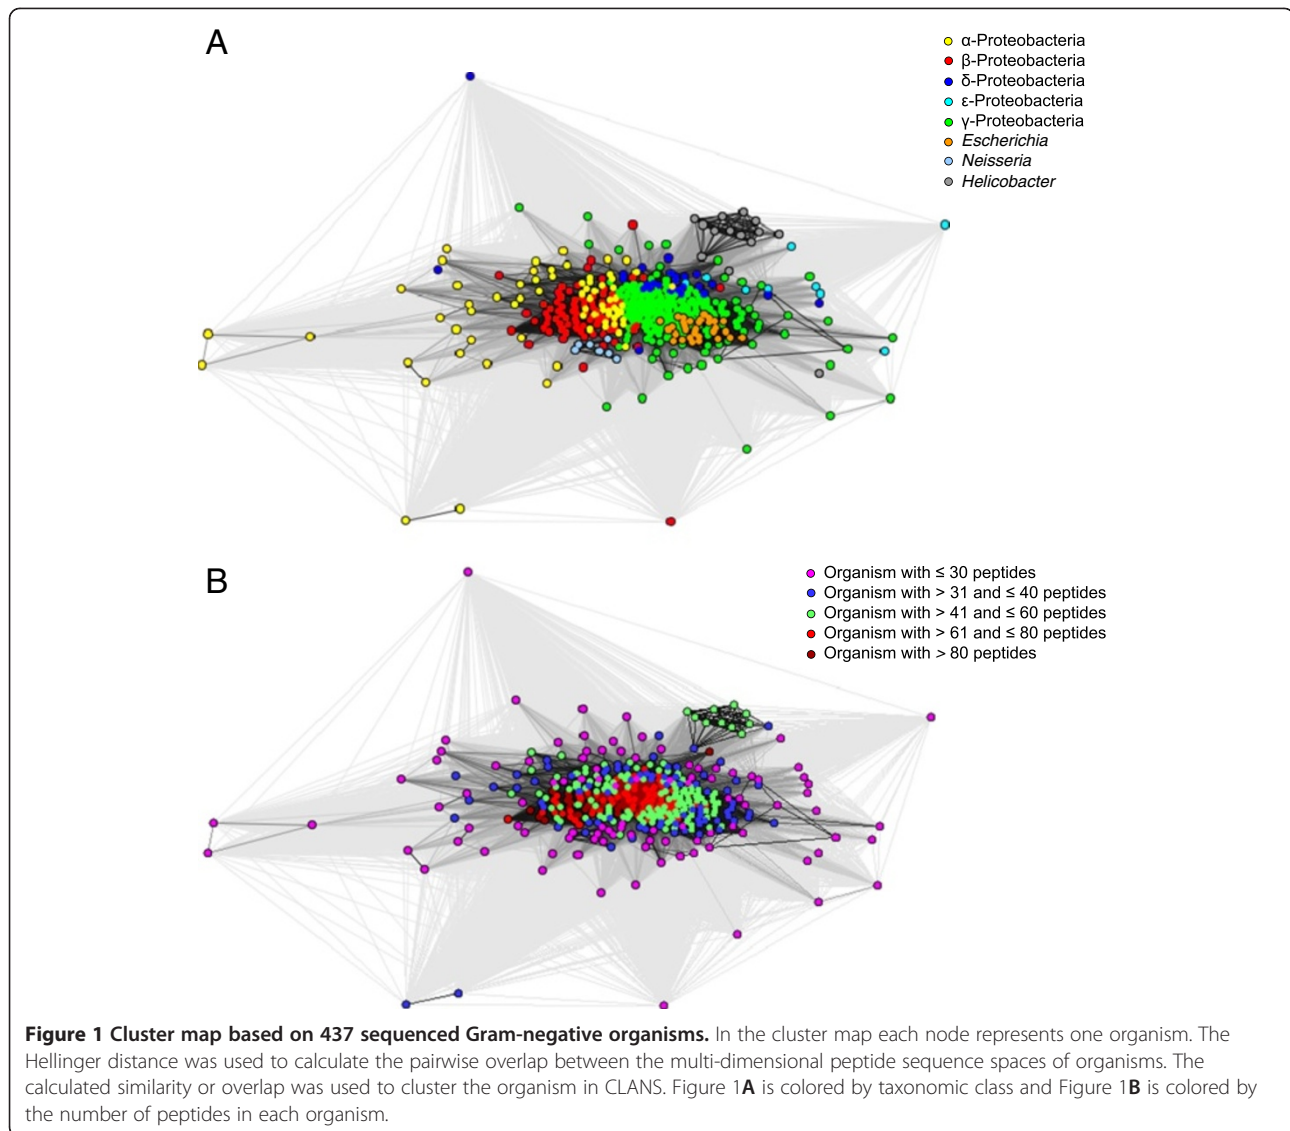 A
α-Proteobacteria
β-Proteobacteria
δ-Proteobacteria
ε-Proteobacteria
γ-Proteobacteria
Escherichia
Neisseria
Helicobacter
B
Organism with ≤ 30 peptides
Organism with > 31 and ≤ 40 peptides
Organism with > 41 and ≤ 60 peptides
Organism with > 61 and ≤ 80 peptides
Organism with > 80 peptides
Figure 1 Cluster map based on 437 sequenced Gram-negative organisms. In the cluster map each node represents one organism. The
Hellinger distance was used to calculate the pairwise overlap between the multi-dimensional peptide sequence spaces of organisms. The
calculated similarity or overlap was used to cluster the organism in CLANS. Figure 1A is colored by taxonomic class and Figure 1B is colored by
the number of peptides in each organism.